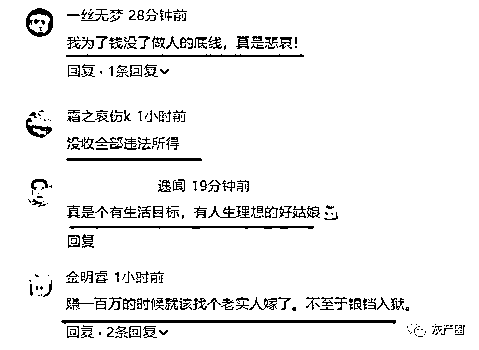 一丝无梦 28分钟前
我为了钱没了做人的底线，真是悲哀！
回复 · 1条回复
霜之哀伤k 1小时前
没收全部违法所得
逸闻 19分钟前
真是个有生活目标，有人生理想的好姑娘
回复
金明睿 1小时前
赚一百万的时候就该找个老实人嫁了。不至于锒铛入狱。
回复 · 2条回复
灰产圈